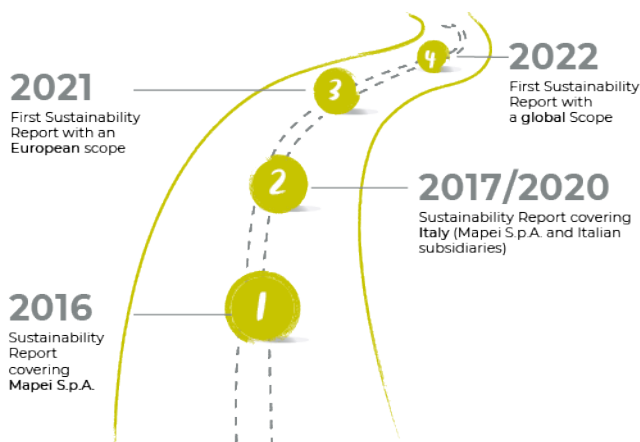 2021
First Sustainability
Report with an
European scope
4
2022
First Sustainability
Report with
a global Scope
3
2
2017/2020
Sustainability Report covering
Italy (Mapei S.p.A. and Italian
subsidiaries)
1
2016
Sustainability
Report
covering
Mapei S.p.A.